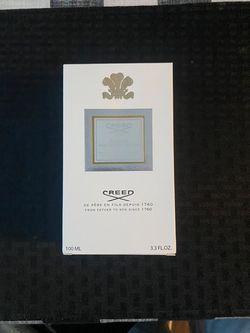 CREED
DE PÈRE EN FILS DEPUIS 1760
FROM FATHER TO SON SINCE 1760
100 ML 3.3 FL.OZ.